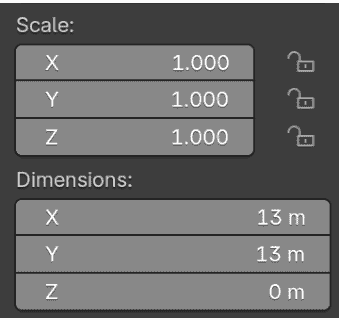 Scale:
X 1.000
Y 1.000
Z 1.000
Dimensions:
X 13 m
Y 13 m
Z 0 m